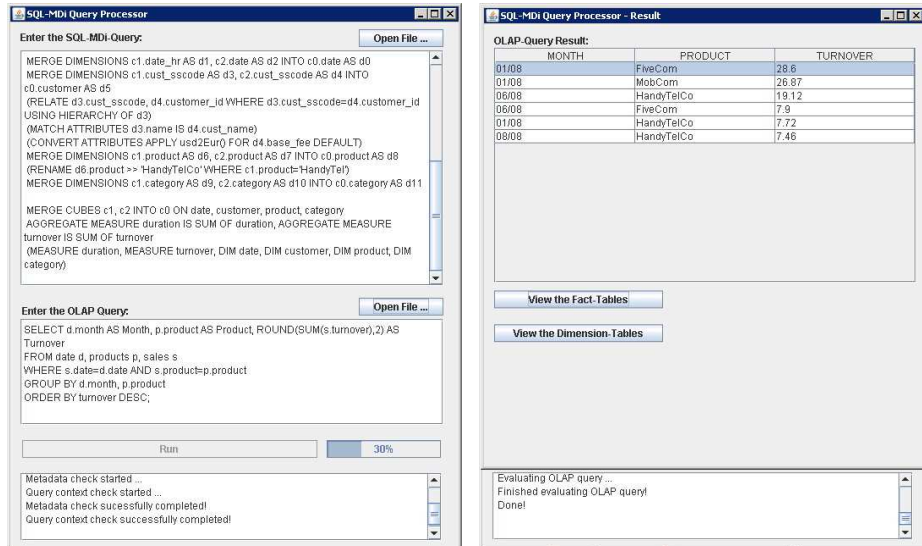 SQL-MDi Query Processor
Enter the SQL-MDi-Query:
Open File ...
MERGE DIMENSIONS c1.date_hr AS d1, c2.date AS d2 INTO c0.date AS d0
MERGE DIMENSIONS c1.cust_sscode AS d3, c2.cust_sscode AS d4 INTO
c0.customer AS d5
(RELATE d3.cust_sscode, d4.customer_id WHERE d3.cust_sscode=d4.customer_id
USING HIERARCHY OF d3)
(MATCH ATTRIBUTES d3.name IS d4.cust_name)
(CONVERT ATTRIBUTES APPLY usd2Eur() FOR d4.base_fee DEFAULT)
MERGE DIMENSIONS c1.product AS d6, c2.product AS d7 INTO c0.product AS d8
(RENAME d6.product >> 'HandyTelCo' WHERE c1.product='HandyTel')
MERGE DIMENSIONS c1.category AS d9, c2.category AS d10 INTO c0.category AS d11
MERGE CUBES c1, c2 INTO c0 ON date, customer, product, category
AGGREGATE MEASURE duration IS SUM OF duration, AGGREGATE MEASURE
turnover IS SUM OF turnover
(MEASURE duration, MEASURE turnover, DIM date, DIM customer, DIM product, DIM
category)
Enter the OLAP Query:
Open File ...
SELECT d.month AS Month, p.product AS Product, ROUND(SUM(s.turnover),2) AS
Turnover
FROM date d, products p, sales s
WHERE s.date=d.date AND s.product=p.product
GROUP BY d.month, p.product
ORDER BY turnover DESC;
Run
30%
Metadata check started ...
Query context check started ...
Metadata check sucessfully completed!
Query context check successfully completed!
SQL-MDi Query Processor - Result
OLAP-Query Result:
MONTH PRODUCT TURNOVER
01/08 FiveCom 28.6
01/08 MobCom 26.87
06/08 HandyTelCo 19.12
06/08 FiveCom 7.9
01/08 HandyTelCo 7.72
08/08 HandyTelCo 7.46
View the Fact-Tables
View the Dimension-Tables
Evaluating OLAP query ...
Finished evaluating OLAP query!
Done!